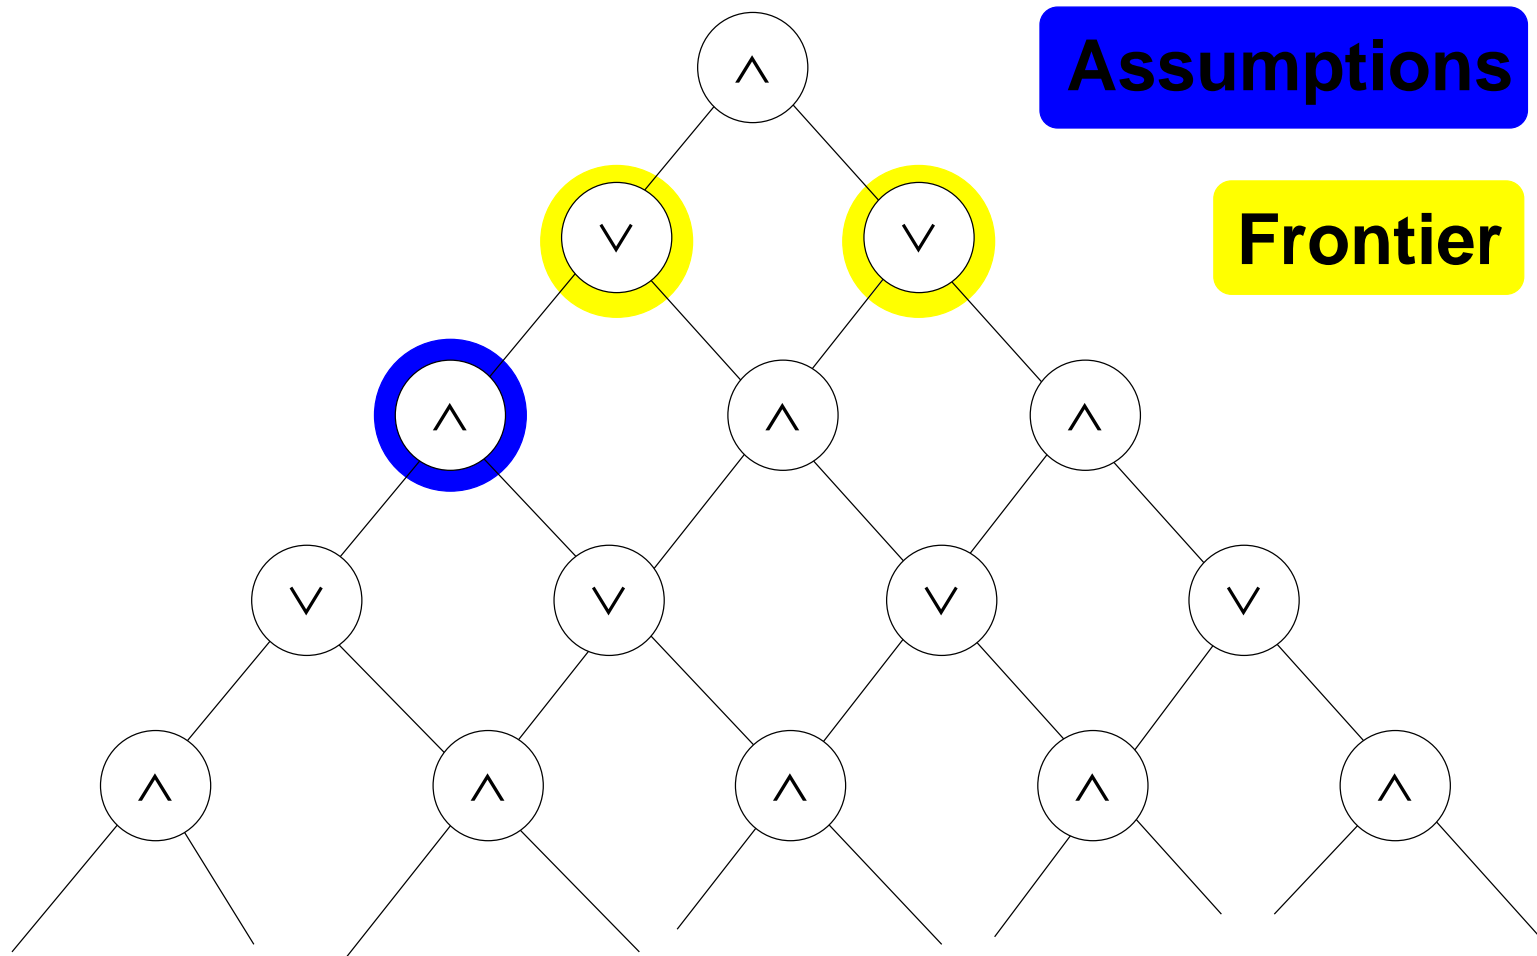 ∧
Assumptions
∨ ∨
Frontier
∧ ∧ ∧
∨ ∨ ∨ ∨
∧ ∧ ∧ ∧ ∧